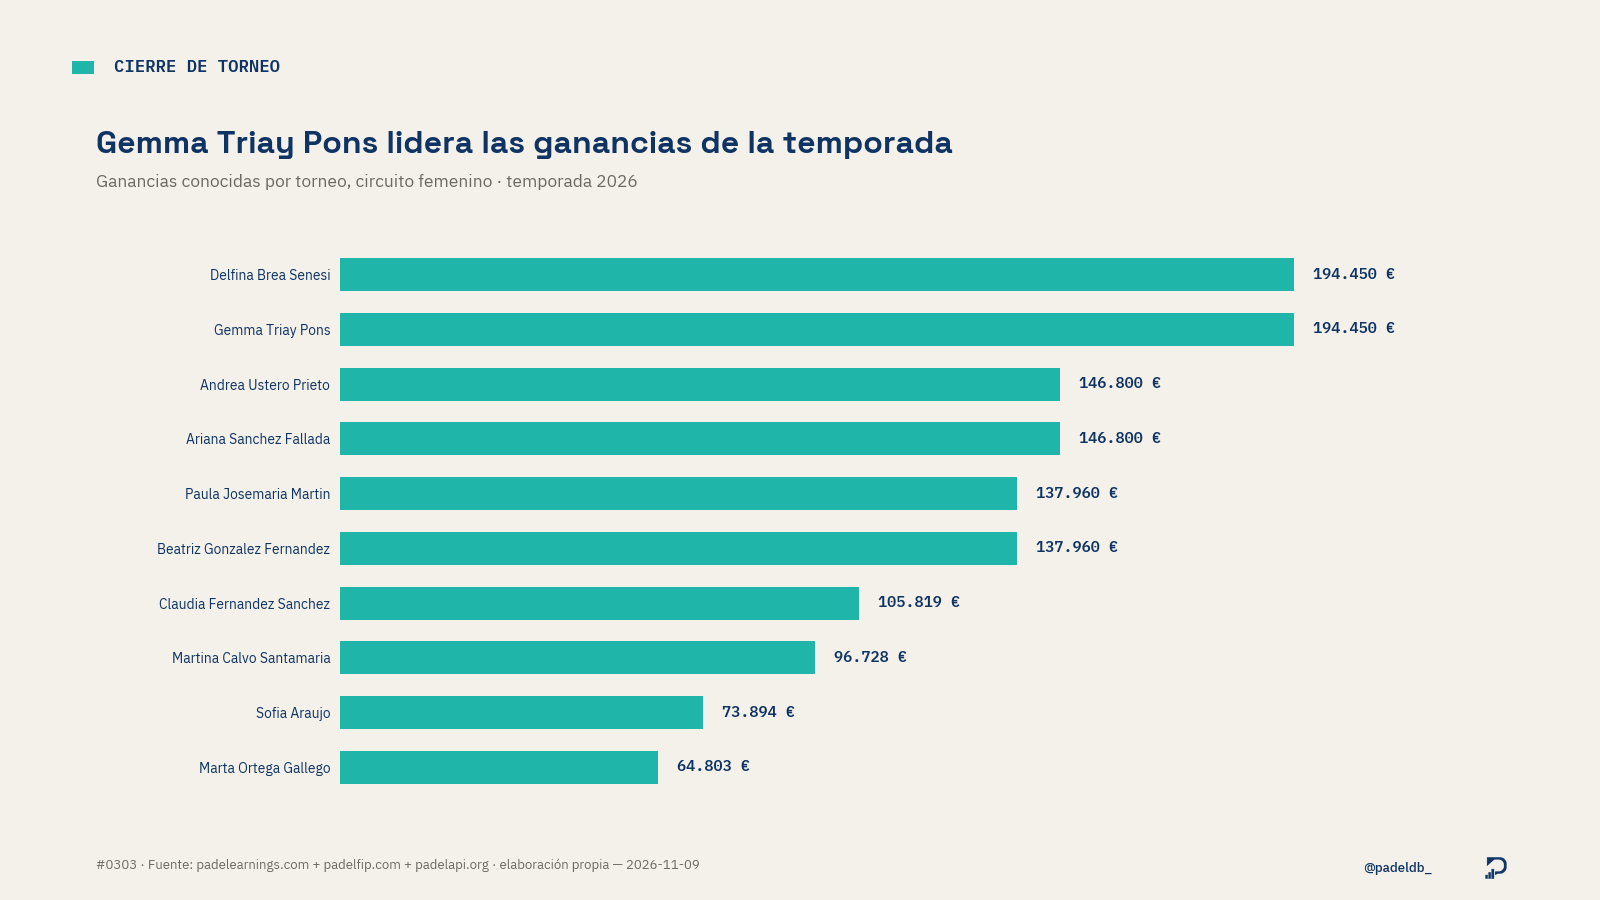 CIERRE DE TORNEO
Gemma Triay Pons lidera las ganancias de la temporada
Ganancias conocidas por torneo, circuito femenino · temporada 2026
Delfina Brea Senesi 194.450 €
Gemma Triay Pons 194.450 €
Andrea Ustero Prieto 146.800 €
Ariana Sanchez Fallada 146.800 €
Paula Josemaria Martin 137.960 €
Beatriz Gonzalez Fernandez 137.960 €
Claudia Fernandez Sanchez 105.819 €
Martina Calvo Santamaria 96.728 €
Sofia Araujo 73.894 €
Marta Ortega Gallego 64.803 €
#0303 · Fuente: padelearnings.com + padelfip.com + padelapi.org · elaboración propia — 2026-11-09
@padeldb_